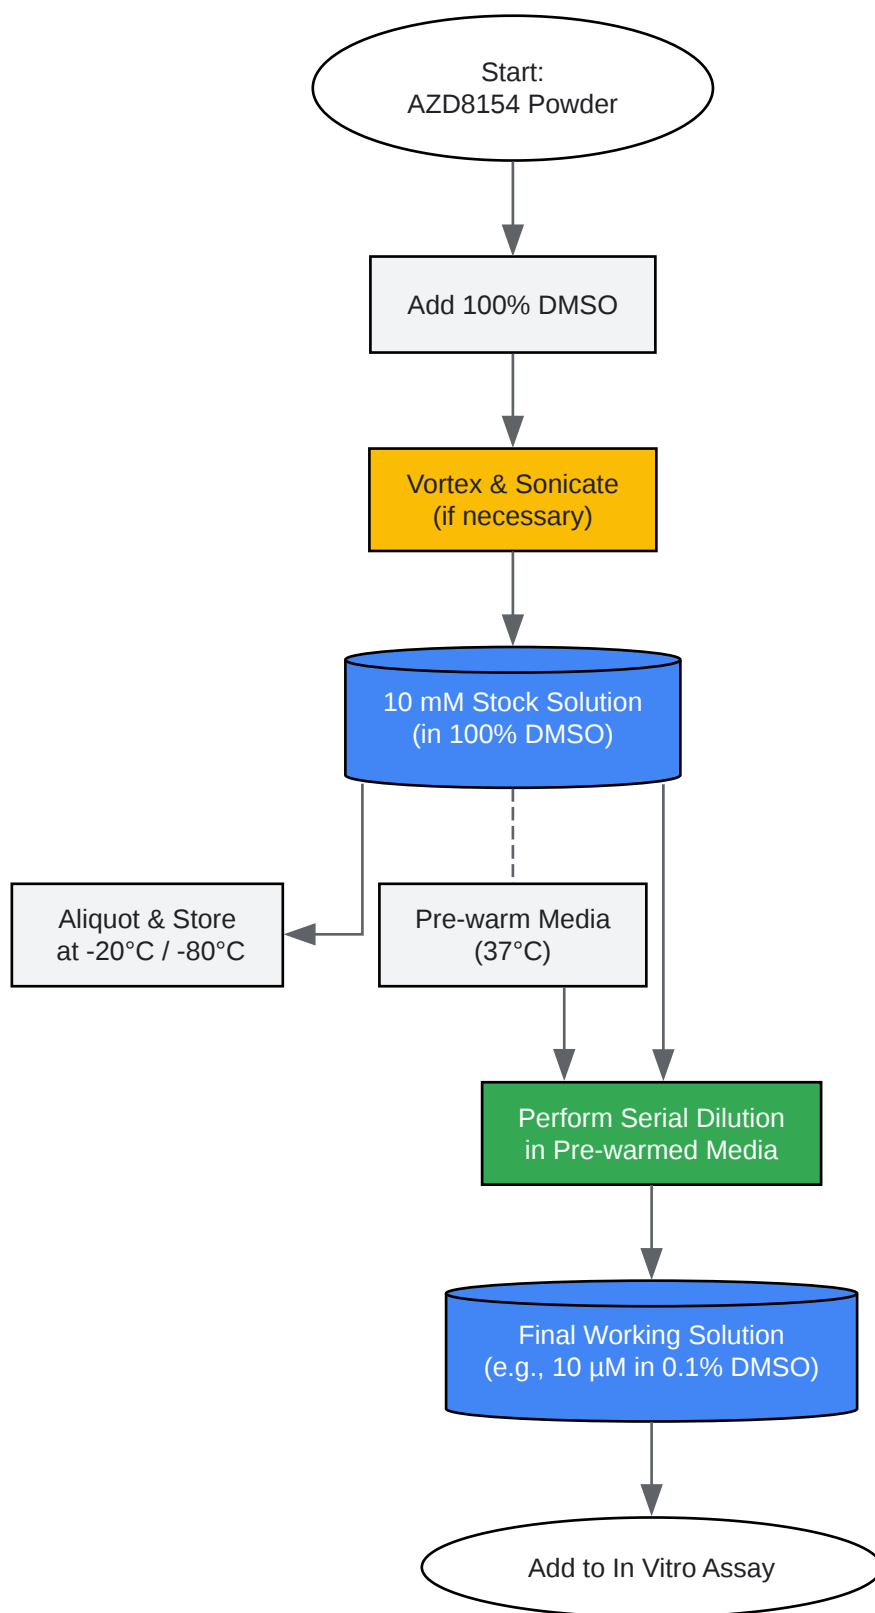 Start:
AZD8154 Powder
Add 100% DMSO
Vortex & Sonicate
(if necessary)
10 mM Stock Solution
(in 100% DMSO)
Aliquot & Store
at -20°C / -80°C
Pre-warm Media
(37°C)
Perform Serial Dilution
in Pre-warmed Media
Final Working Solution
(e.g., 10 µM in 0.1% DMSO)
Add to In Vitro Assay